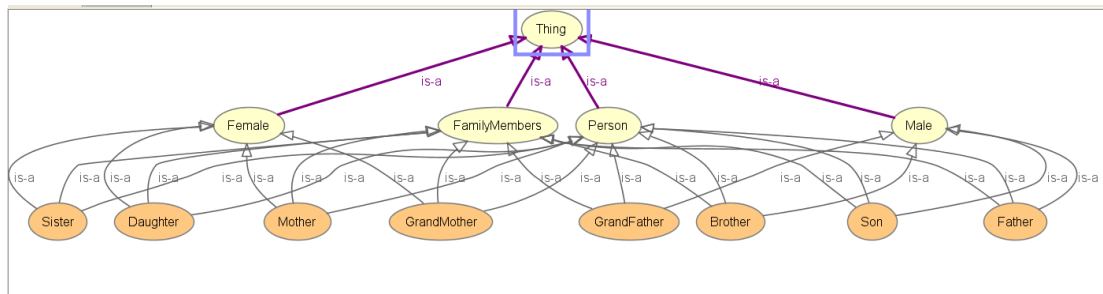 Thing
is-a is-a is-a is-a
Female FamilyMembers Person Male
is-a is-a is-a is-a is-a is-a is-a is-a is-a is-a is-a is-a is-a is-a is-a is-a is-a is-a is-a is-a is-a is-a is-a is-a
Sister Daughter Mother GrandMother GrandFather Brother Son Father